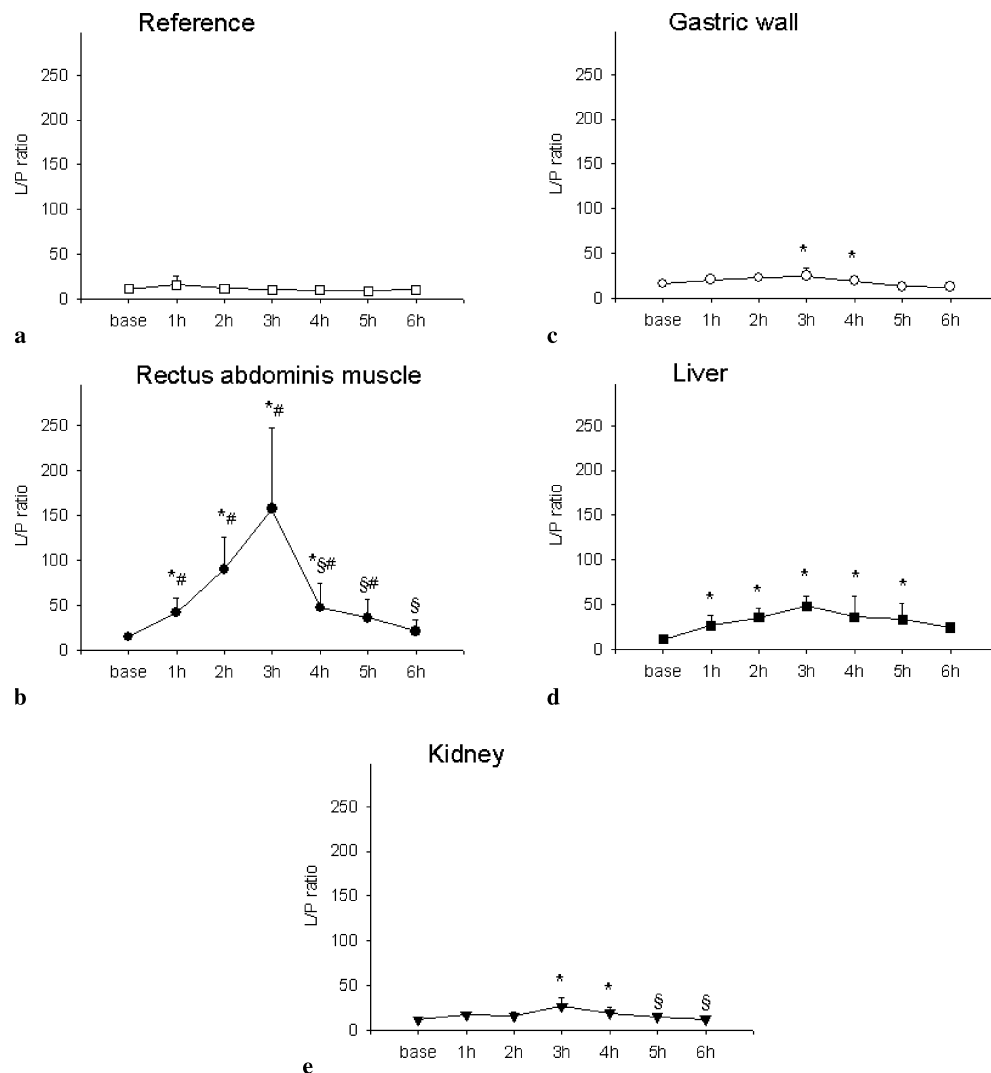 Reference
250
200
150
100
50
0
L/P ratio
base 1h 2h 3h 4h 5h 6h
a
Gastric wall
250
200
150
100
50
0
L/P ratio
* *
base 1h 2h 3h 4h 5h 6h
c
Rectus abdominis muscle
250
200
150
100
50
0
L/P ratio
*# *# *# *§# §# §
base 1h 2h 3h 4h 5h 6h
b
Liver
250
200
150
100
50
0
L/P ratio
* * * * *
base 1h 2h 3h 4h 5h 6h
d
Kidney
250
200
150
100
50
0
L/P ratio
* * § §
base 1h 2h 3h 4h 5h 6h
e